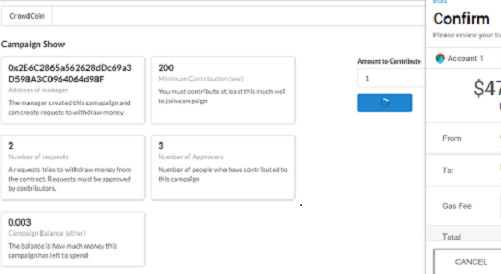 CrowdCoin
Confirm
Please review your tra
Campaign Show
Account 1
0x2E6C2865a562628dDc69a3
D598A3C0964064d98F
Address of manager
The manager created this campaign and
can create requests to withdraw money
200
Minimum Contribution (wei)
You must contribute at least this much wei
to join campaign
Amount to Contribute
1
$47
2
Number of requests
A requests tries to withdraw money from
the contract. Requests must be approved
by contributors.
3
Number of Approvers
Number of people who have contributed to
this campaign
From
To:
Gas Fee
Total
0.003
Campaign Balance (ether)
The balance is how much money this
campaign has left to spend
CANCEL